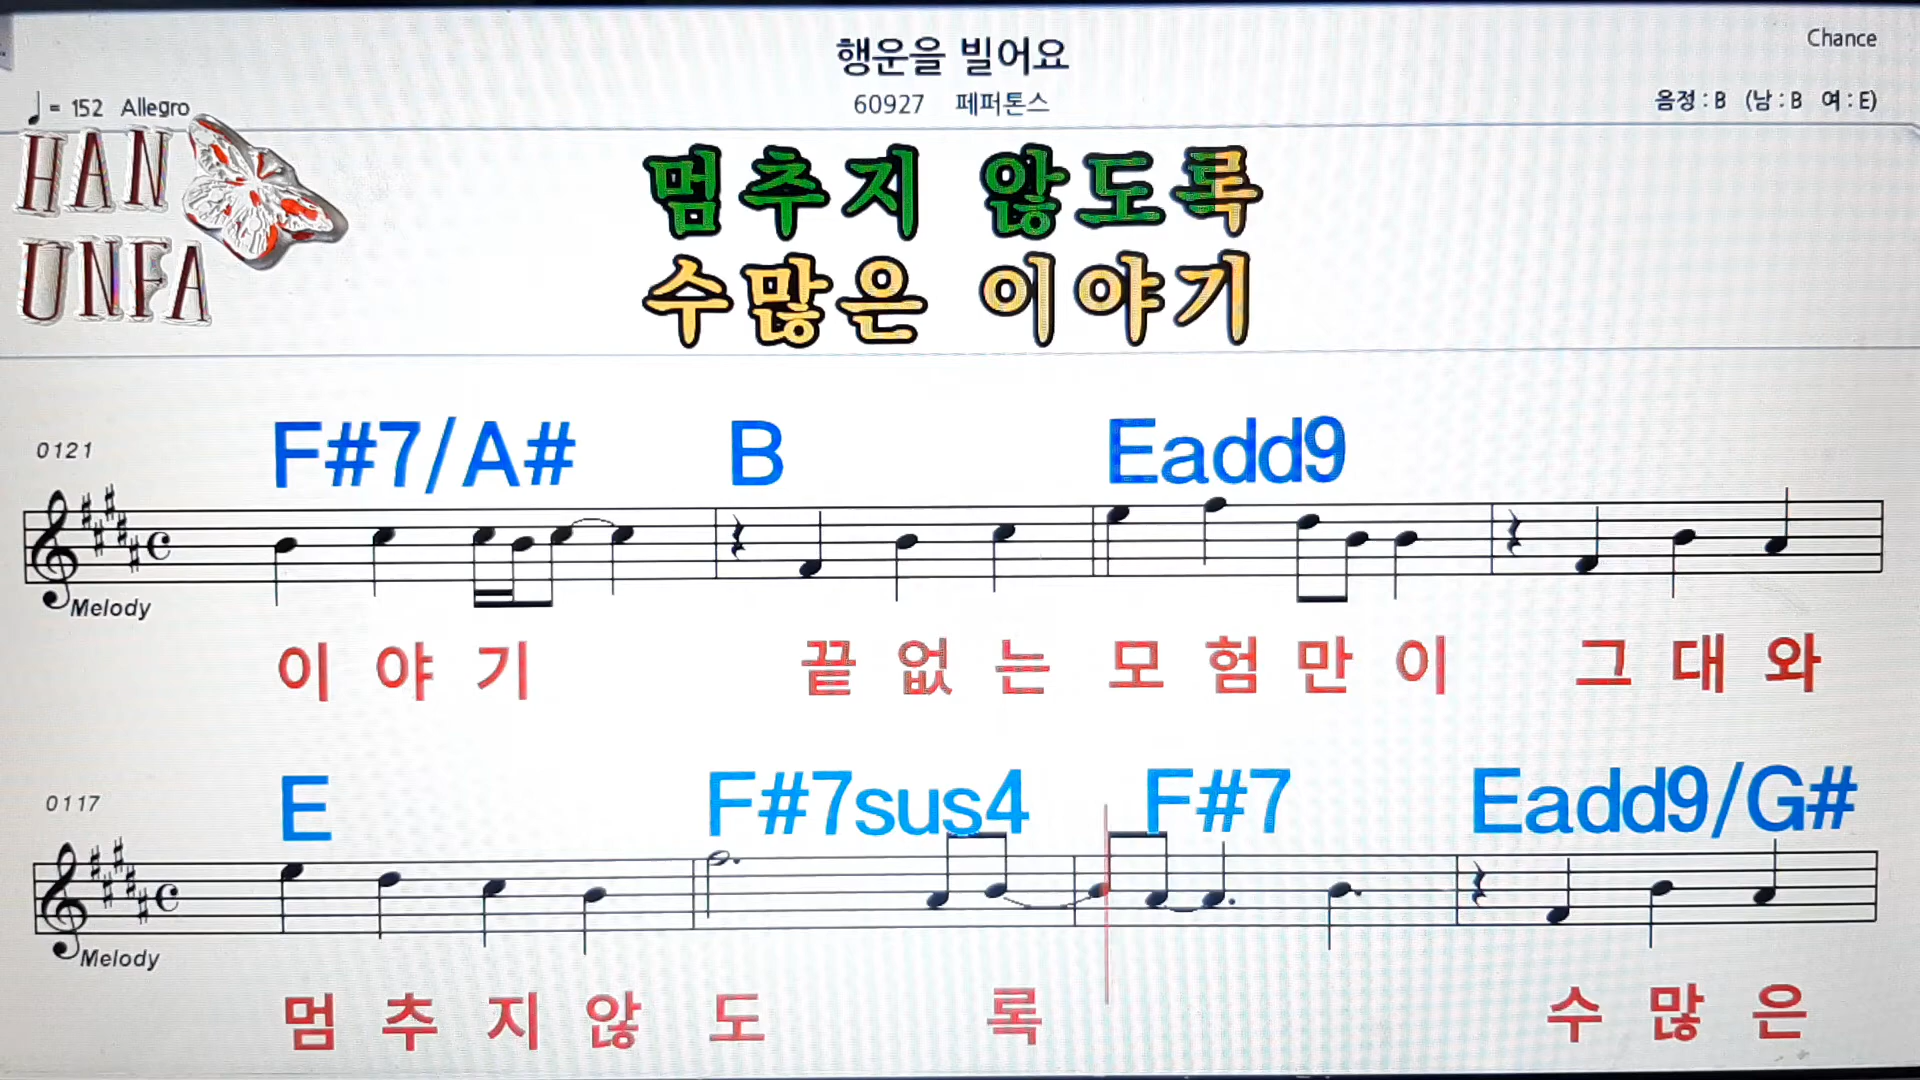 행운을 빌어요
Chance
♩ = 152 Allegro
60927 페퍼톤스
음정 : B (남 : B 여 : E)
HAN
UNFA
멈추지 않도록
수많은 이야기
0121
F#7/A# B Eadd9
Melody
이 야 기 끝 없 는 모 험 만 이 그 대 와
0117
E F#7sus4 F#7 Eadd9/G#
Melody
멈 추 지 않 도 록 수 많 은